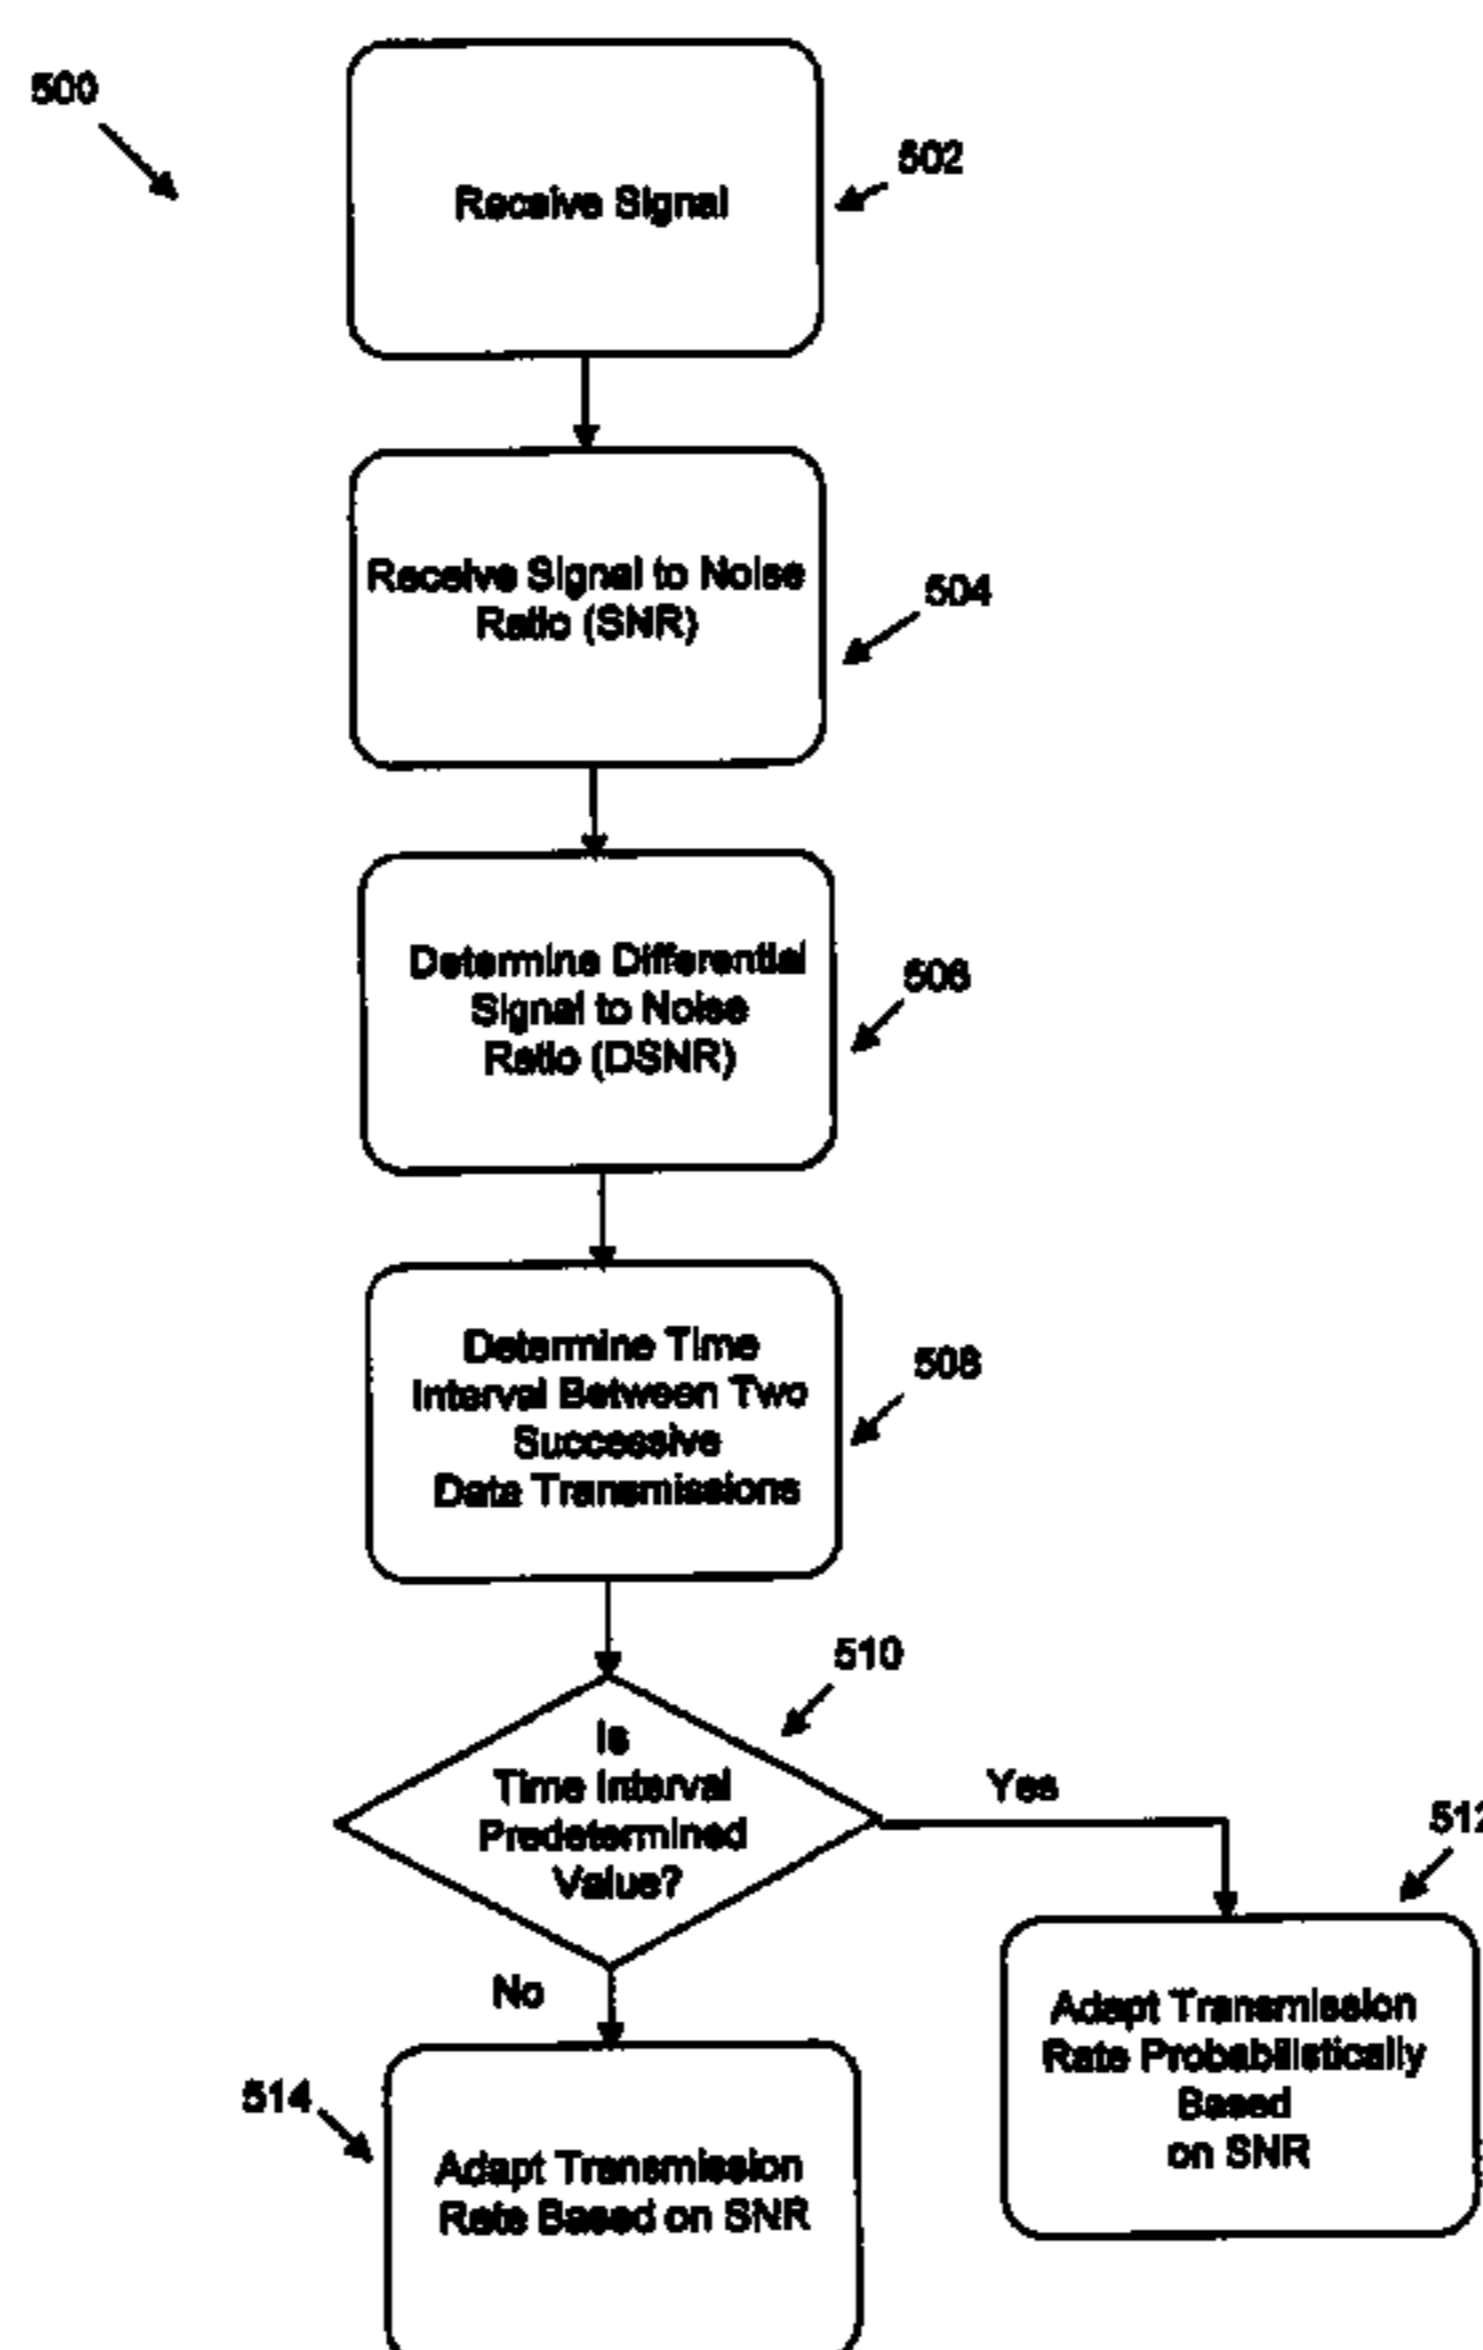 500
Receive Signal
502
Receive Signal to Noise
Ratio (SNR)
504
Determine Differential
Signal to Noise
Ratio (DSNR)
506
Determine Time
Interval Between Two
Successive
Data Transmissions
508
510
Is
Time Interval
Predetermined
Value?
Yes
512
No
Adapt Transmission
Rate Probabilistically
Based
on SNR
514
Adapt Transmission
Rate Based on SNR